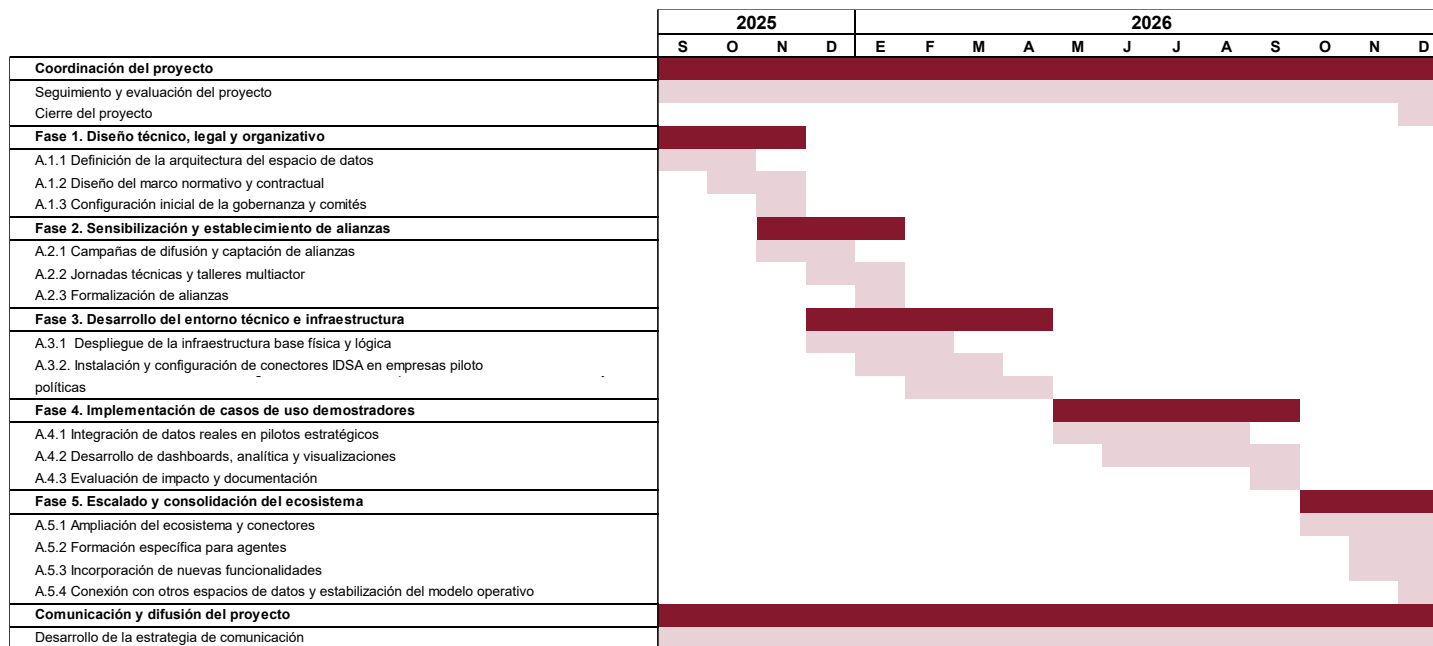 2025 2026
S O N D E F M A M J J A S O N D
Coordinación del proyecto
Seguimiento y evaluación del proyecto
Cierre del proyecto
Fase 1. Diseño técnico, legal y organizativo
A.1.1 Definición de la arquitectura del espacio de datos
A.1.2 Diseño del marco normativo y contractual
A.1.3 Configuración inicial de la gobernanza y comités
Fase 2. Sensibilización y establecimiento de alianzas
A.2.1 Campañas de difusión y captación de alianzas
A.2.2 Jornadas técnicas y talleres multiactor
A.2.3 Formalización de alianzas
Fase 3. Desarrollo del entorno técnico e infraestructura
A.3.1 Despliegue de la infraestructura base física y lógica
A.3.2. Instalación y configuración de conectores IDSA en empresas piloto
políticas
Fase 4. Implementación de casos de uso demostradores
A.4.1 Integración de datos reales en pilotos estratégicos
A.4.2 Desarrollo de dashboards, analítica y visualizaciones
A.4.3 Evaluación de impacto y documentación
Fase 5. Escalado y consolidación del ecosistema
A.5.1 Ampliación del ecosistema y conectores
A.5.2 Formación específica para agentes
A.5.3 Incorporación de nuevas funcionalidades
A.5.4 Conexión con otros espacios de datos y estabilización del modelo operativo
Comunicación y difusión del proyecto
Desarrollo de la estrategia de comunicación